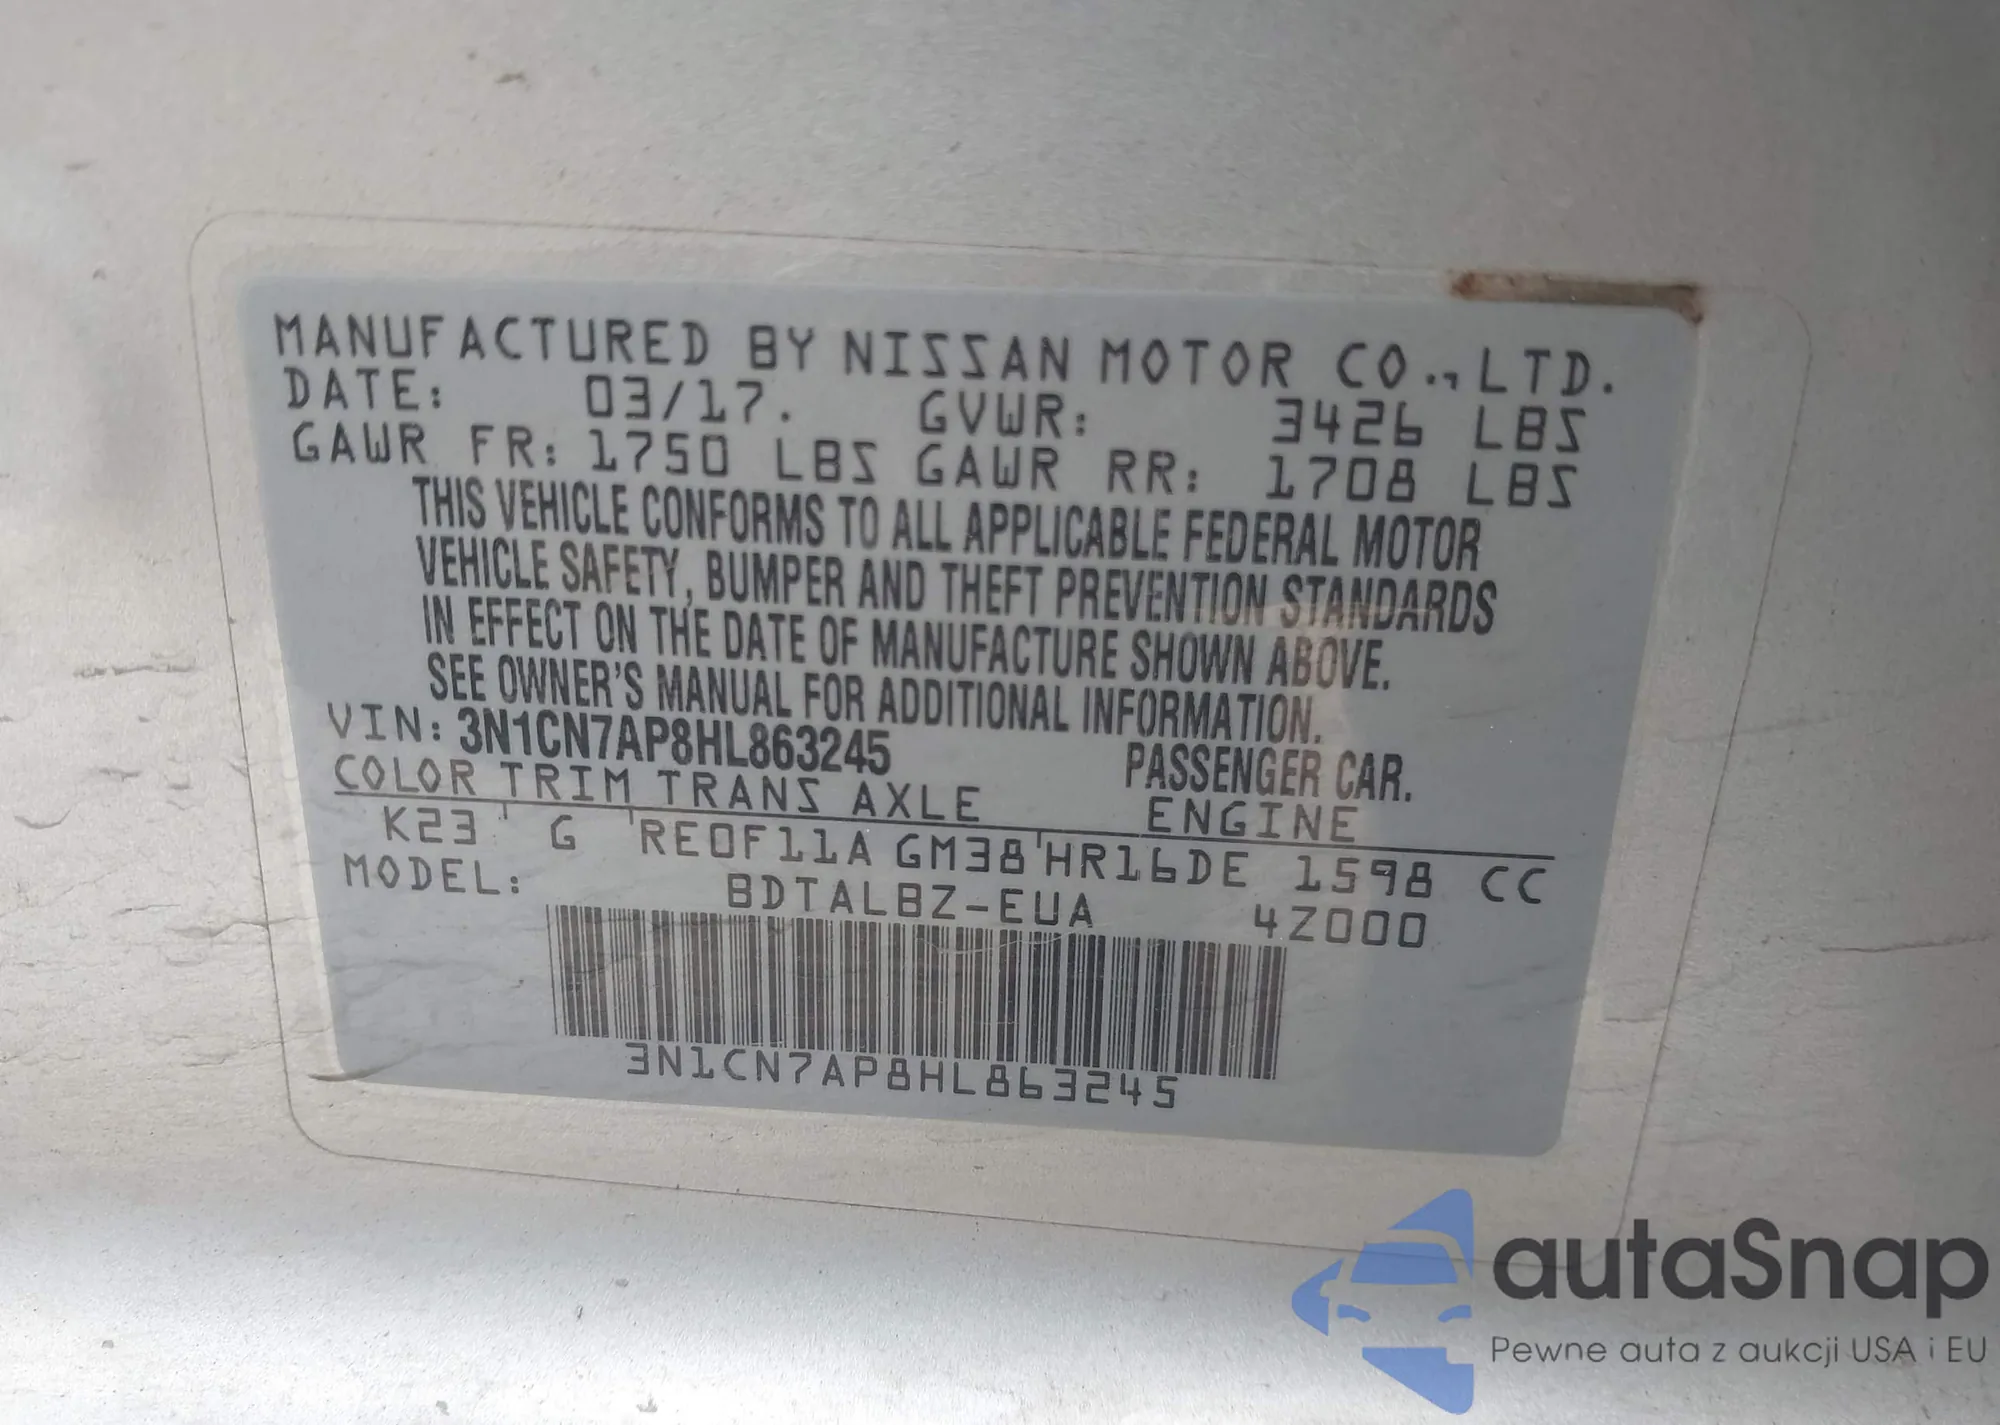 MANUFACTURED BY NISSAN MOTOR CO., LTD.
DATE: 03/17. GVWR: 3426 LBS
GAWR FR: 1750 LBS GAWR RR: 1708 LBS
THIS VEHICLE CONFORMS TO ALL APPLICABLE FEDERAL MOTOR
VEHICLE SAFETY, BUMPER AND THEFT PREVENTION STANDARDS
IN EFFECT ON THE DATE OF MANUFACTURE SHOWN ABOVE.
SEE OWNER'S MANUAL FOR ADDITIONAL INFORMATION.
VIN: 3N1CN7AP8HL863245 PASSENGER CAR.
COLOR TRIM TRANS AXLE ENGINE
K23 G RE0F11A GM38 HR16DE 1598 CC
MODEL: BDTALBZ-EUA 4Z000
3N1CN7AP8HL863245
autaSnap
Pewne auta z aukcji USA i EU